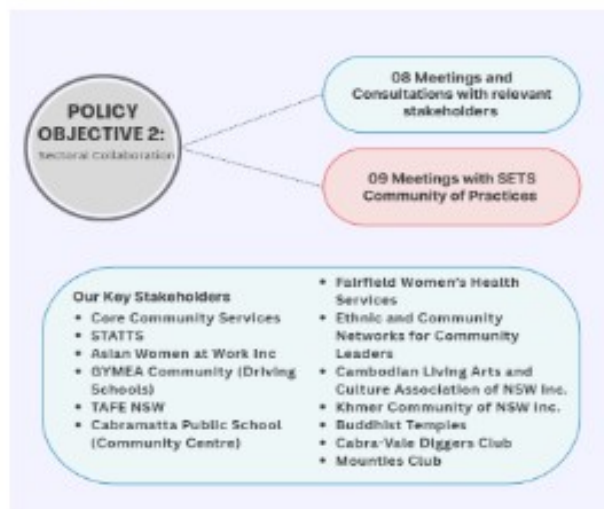 POLICY
OBJECTIVE 2:
Sectoral Collaboration
08 Meetings and
Consultations with relevant
stakeholders
09 Meetings with SETS
Community of Practices
Our Key Stakeholders
• Core Community Services
• STATTS
• Asian Women at Work Inc
• GYMEA Community (Driving
Schools)
• TAFE NSW
• Cabramatta Public School
(Community Centre)
• Fairfield Women's Health
Services
• Ethnic and Community
Networks for Community
Leaders
• Cambodian Living Arts and
Culture Association of NSW Inc.
• Khmer Community of NSW Inc.
• Buddhist Temples
• Cabra-Vale Diggers Club
• Mounties Club